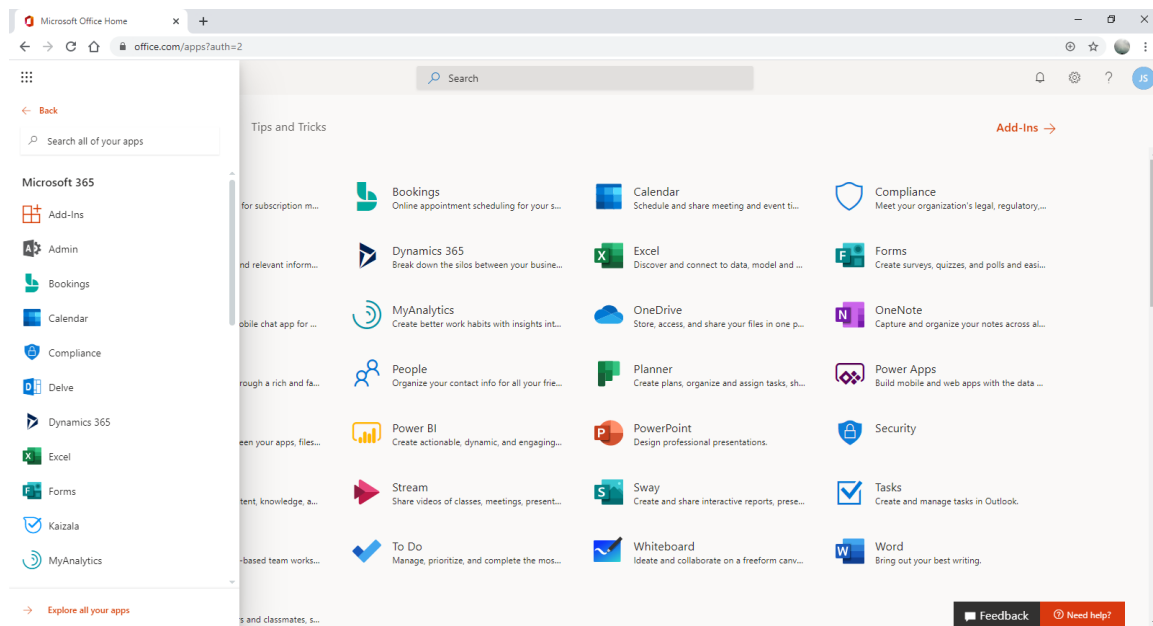 Microsoft Office Home
office.com/apps?auth=2
Search
JS
Back
Search all of your apps
Microsoft 365
Add-Ins
Admin
Bookings
Calendar
Compliance
Delve
Dynamics 365
Excel
Forms
Kaizala
MyAnalytics
Explore all your apps
Tips and Tricks
Add-Ins →
for subscription m...
Bookings
Online appointment scheduling for your s...
Calendar
Schedule and share meeting and event ti...
Compliance
Meet your organization's legal, regulatory,...
nd relevant inform...
Dynamics 365
Break down the silos between your busine...
Excel
Discover and connect to data, model and ...
Forms
Create surveys, quizzes, and polls and easi...
obile chat app for ...
MyAnalytics
Create better work habits with insights int...
OneDrive
Store, access, and share your files in one p...
OneNote
Capture and organize your notes across al...
rough a rich and fa...
People
Organize your contact info for all your frie...
Planner
Create plans, organize and assign tasks, sh...
Power Apps
Build mobile and web apps with the data ...
een your apps, files...
Power BI
Create actionable, dynamic, and engaging...
PowerPoint
Design professional presentations.
Security
tent, knowledge, a...
Stream
Share videos of classes, meetings, present...
Sway
Create and share interactive reports, prese...
Tasks
Create and manage tasks in Outlook.
-based team works...
To Do
Manage, prioritize, and complete the mos...
Whiteboard
Ideate and collaborate on a freeform canv...
Word
Bring out your best writing.
s and classmates, s...
Feedback
Need help?